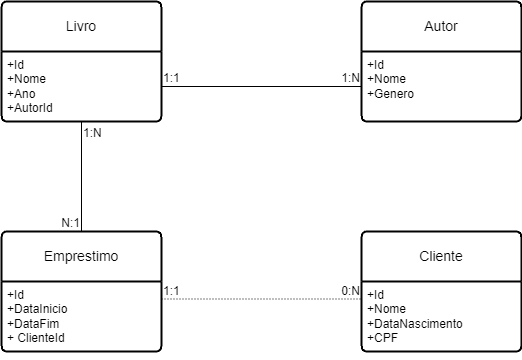 Livro
+Id
+Nome
+Ano
+AutorId
Autor
+Id
+Nome
+Genero
1:1
1:N
1:N
N:1
Emprestimo
+Id
+DataInicio
+DataFim
+ ClienteId
Cliente
+Id
+Nome
+DataNascimento
+CPF
1:1
0:N